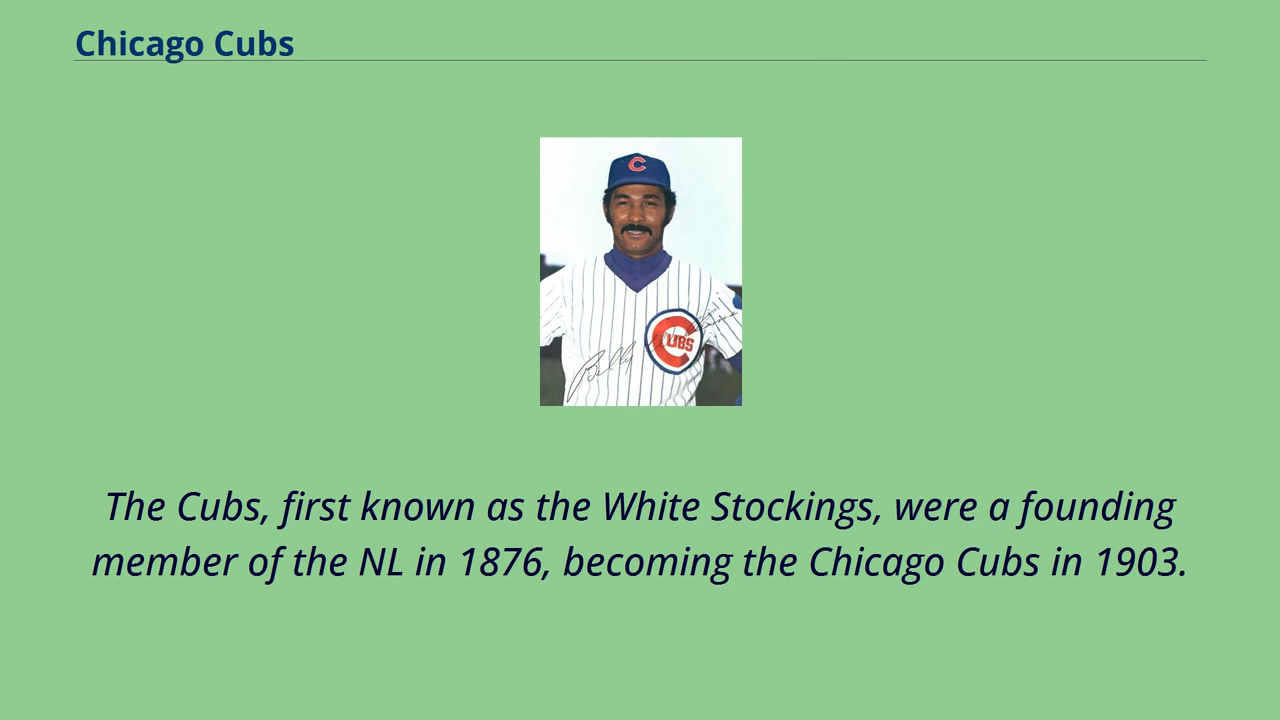 Chicago Cubs
C
CUBS
Billy
The Cubs, first known as the White Stockings, were a founding
member of the NL in 1876, becoming the Chicago Cubs in 1903.